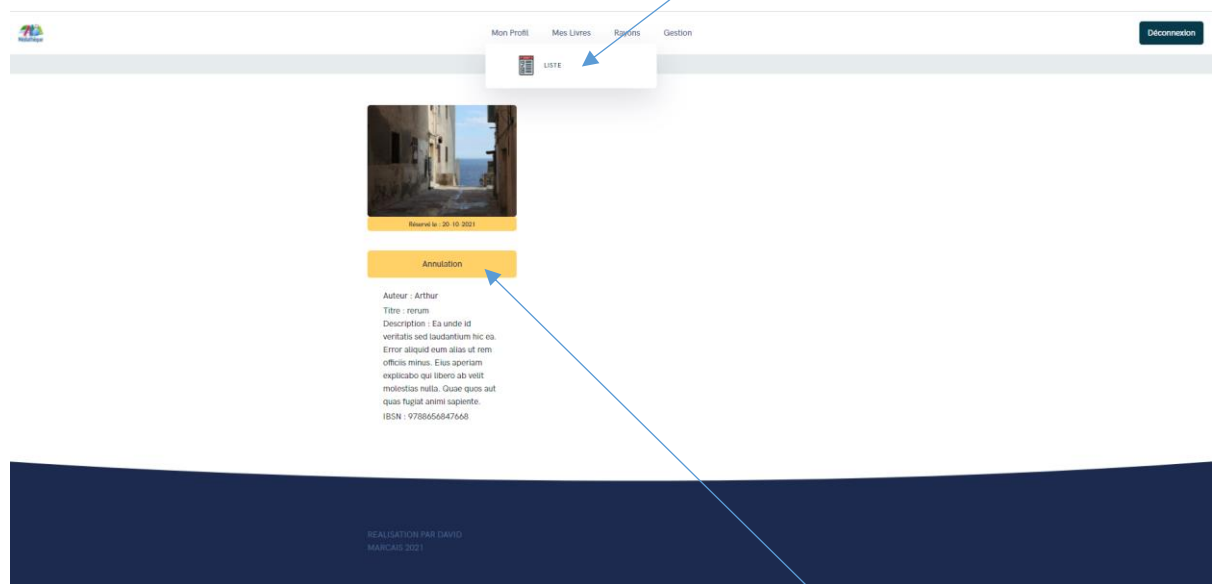 Médiathèque
Mon Profil Mes Livres Rayons Gestion
Déconnexion
LISTE
Réservé le : 20-10-2021
Annulation
Auteur : Arthur
Titre : rerum
Description : Ea unde id
veritatis sed laudantium hic ea.
Error aliquid eum alias ut rem
officiis minus. Eius aperiam
explicabo qui libero ab velit
molestias nulla. Quae quos aut
quas fugiat animi sapiente.
IBSN : 9788656847668
REALISATION PAR DAVID
MARCAIS 2021